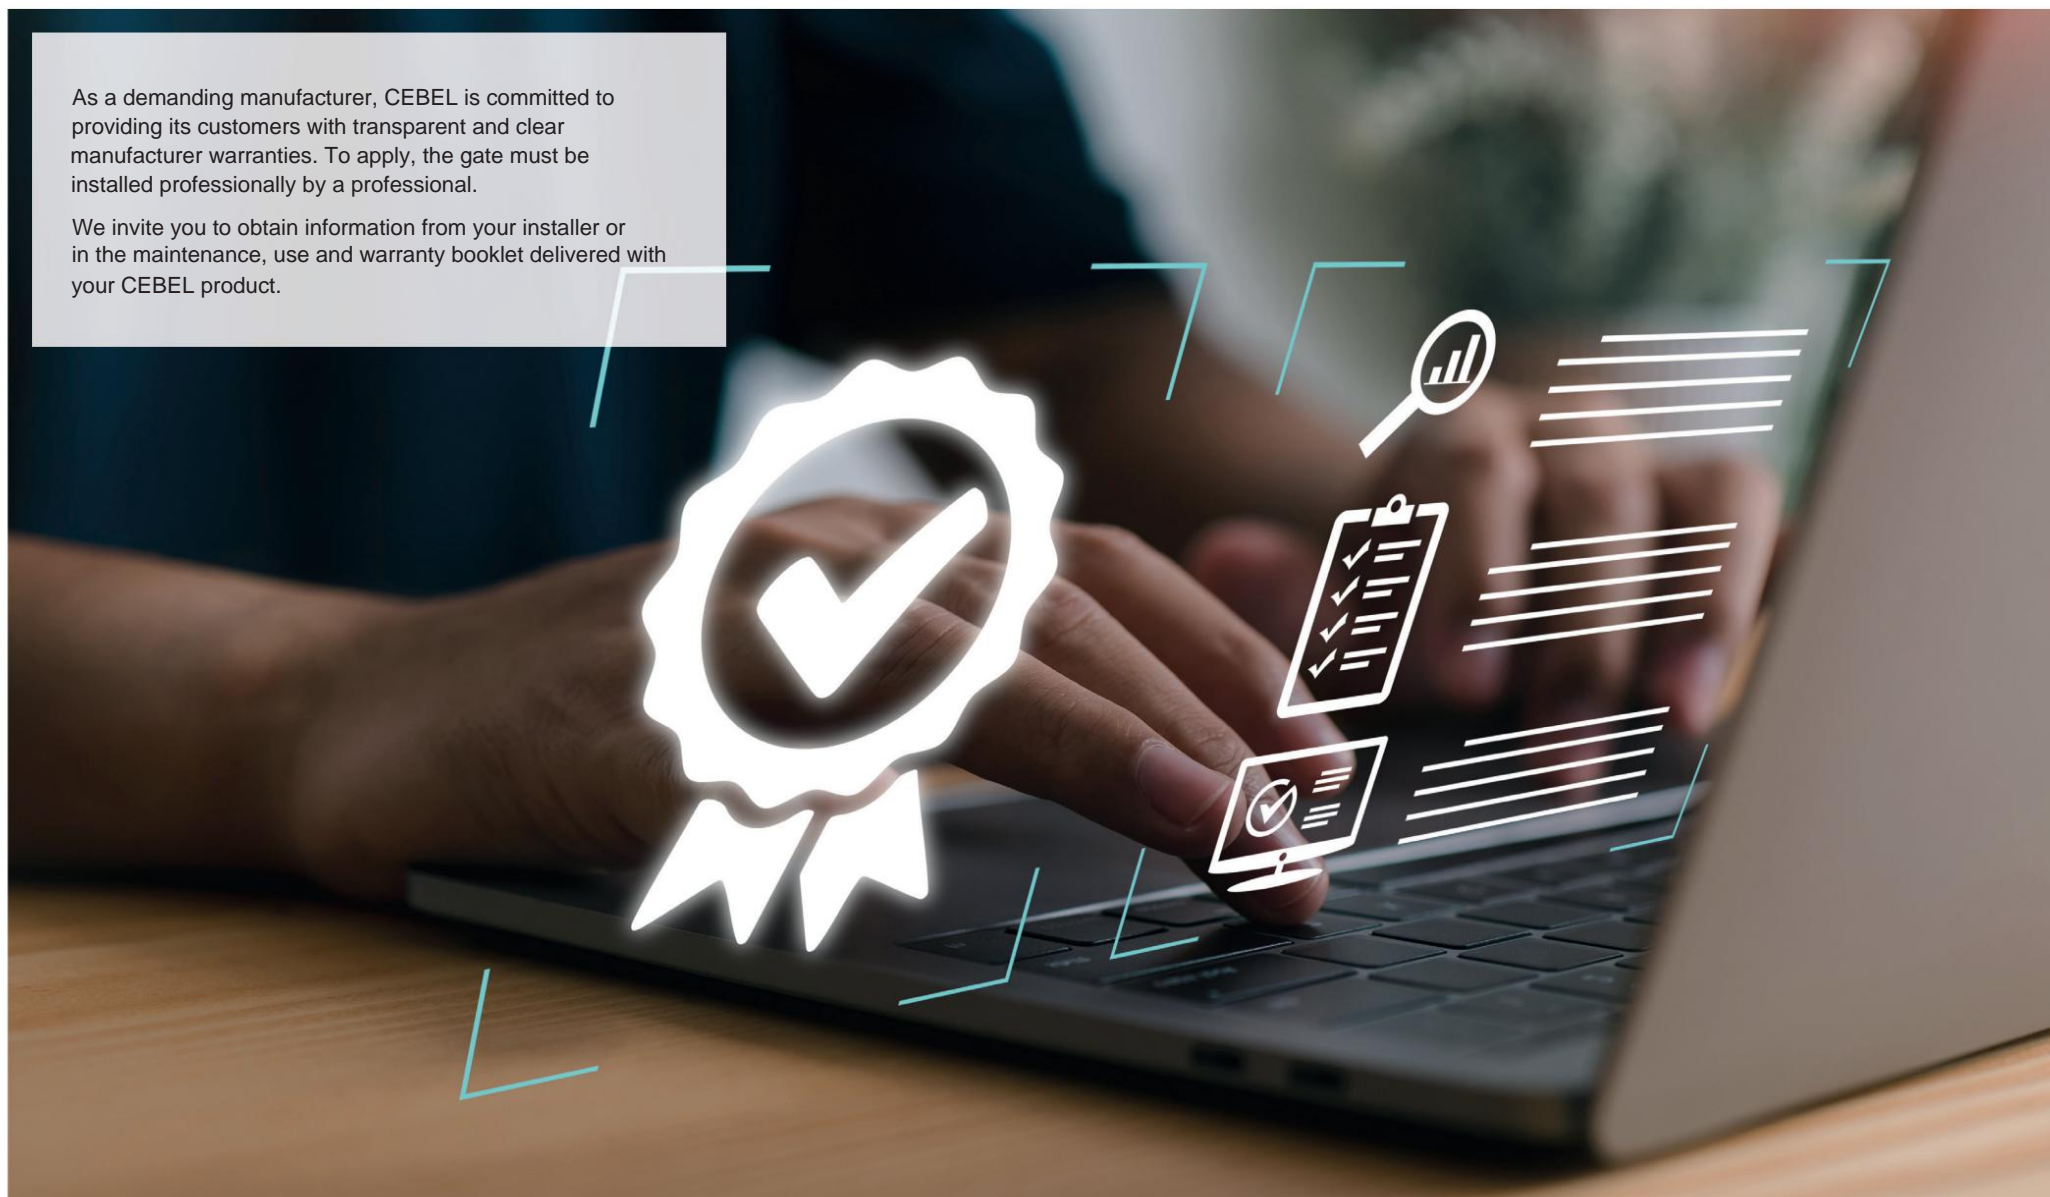 As a demanding manufacturer, CEBEL is committed to
providing its customers with transparent and clear
manufacturer warranties. To apply, the gate must be
installed professionally by a professional.
We invite you to obtain information from your installer or
in the maintenance, use and warranty booklet delivered with
your CEBEL product.